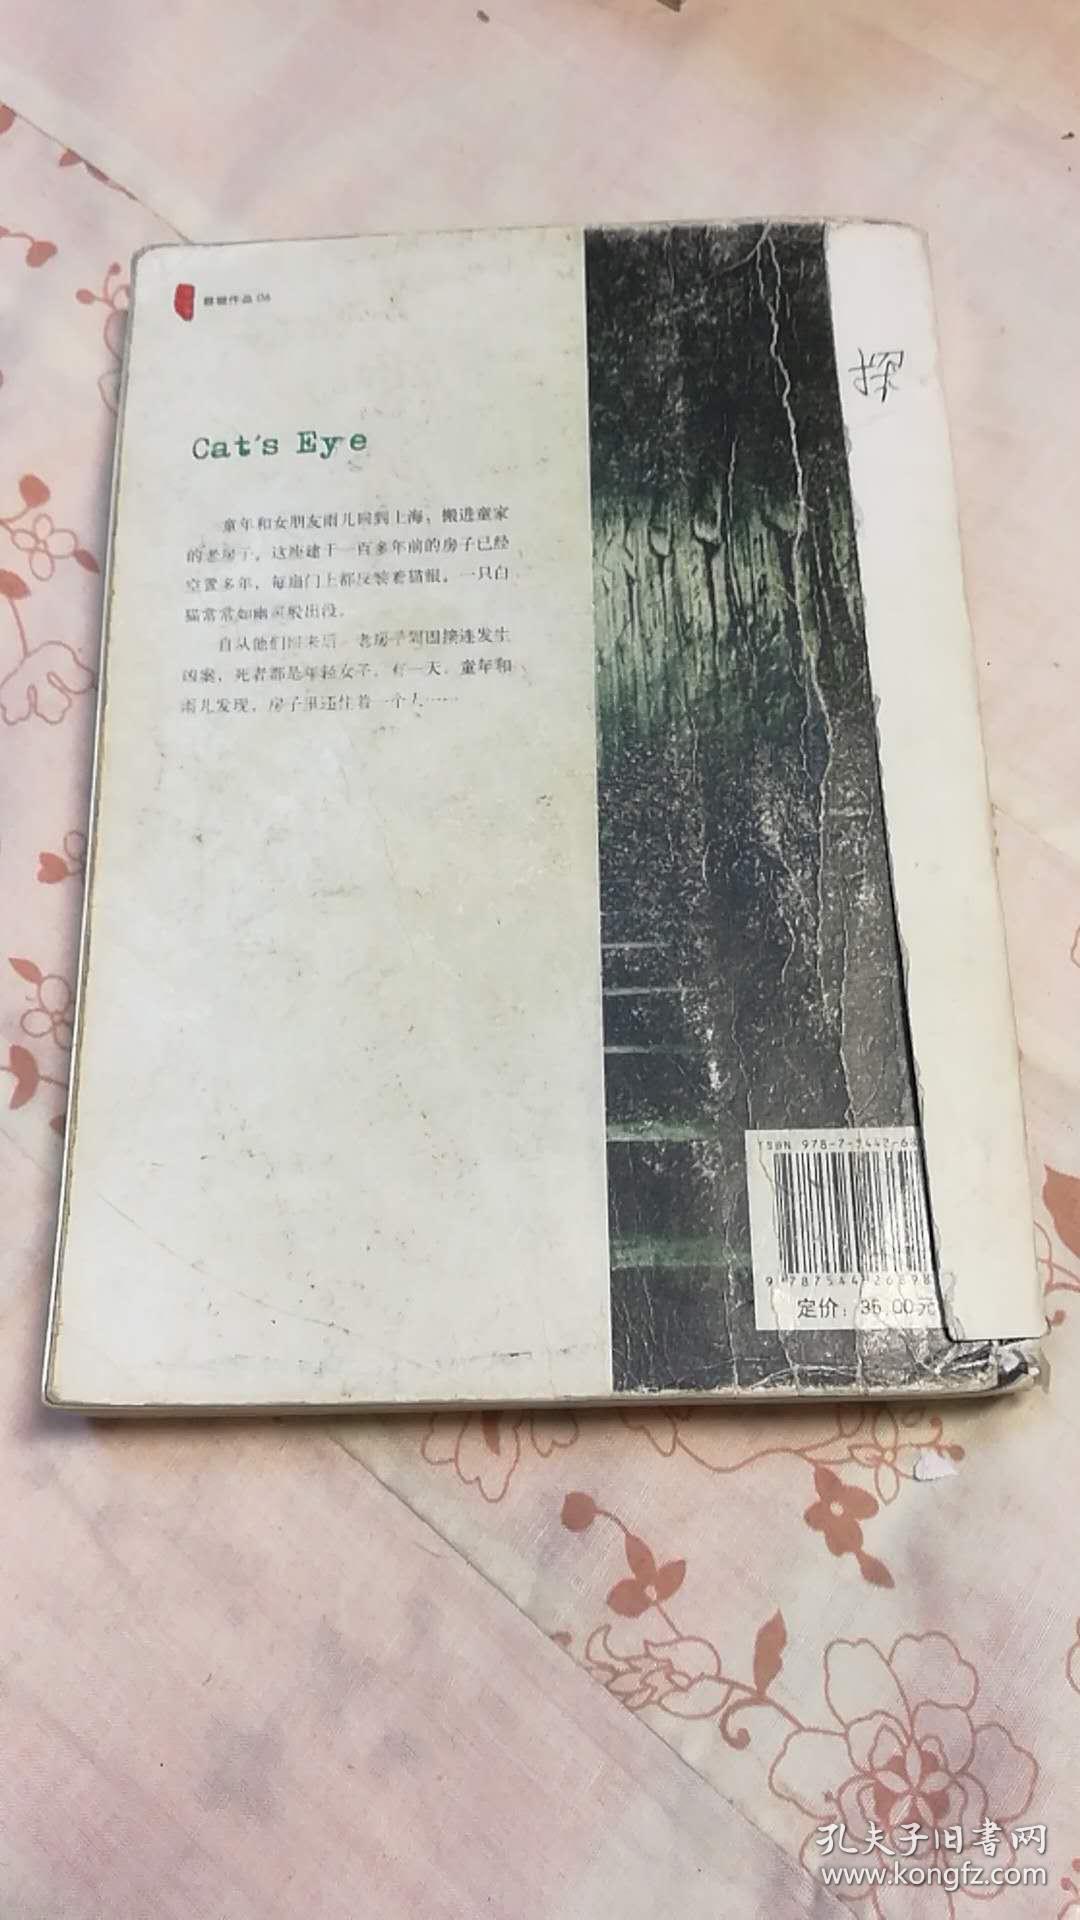 蔡骏作品 06
探
Cat's Eye
童年和女朋友雨儿回到上海，搬进童家
的老房子。这座建于一百多年前的房子已经
空置多年，每扇门上都反装着猫眼。一只白
猫常常如幽灵般出没。
自从他们回来后，老房子周围接连发生
凶案，死者都是年轻女子。有一天，童年和
雨儿发现，房子里还住着一个人……
ISBN 978-7-5442-68
9 787544 26898
定价：35.00元
孔夫子旧書网
www.kongfz.com